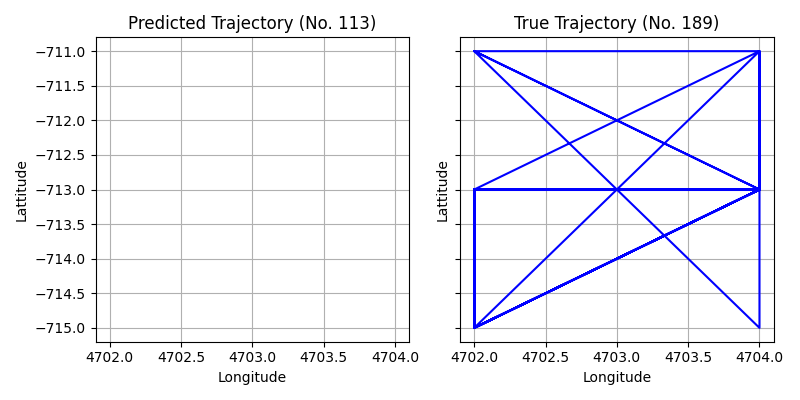 Predicted Trajectory (No. 113)
True Trajectory (No. 189)
−711.0
−711.5
−712.0
−712.5
−713.0
−713.5
−714.0
−714.5
−715.0
Lattitude
Lattitude
4702.0 4702.5 4703.0 4703.5 4704.0
4702.0 4702.5 4703.0 4703.5 4704.0
Longitude
Longitude